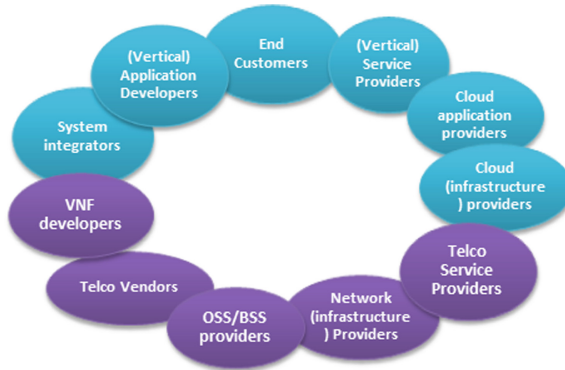 End
Customers
(Vertical)
Service
Providers
Cloud
application
providers
Cloud
(infrastructure
) providers
Telco
Service
Providers
Network
(infrastructure
) Providers
OSS/BSS
providers
Telco Vendors
VNF
developers
System
integrators
(Vertical)
Application
Developers